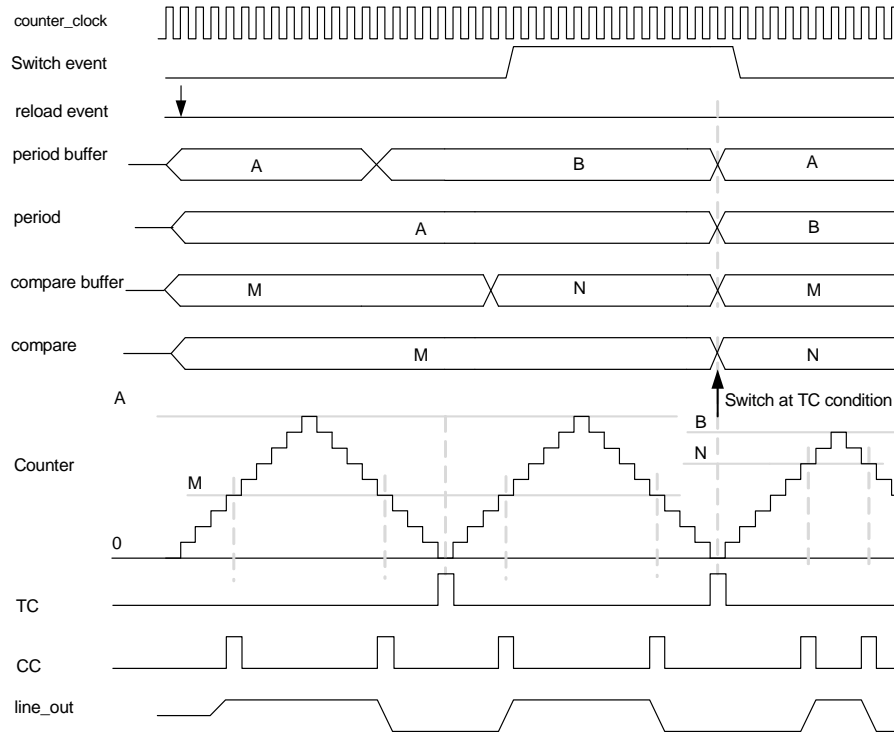 counter_clock
Switch event
reload event
period buffer A B A
period A B
compare buffer M N M
compare M N
A Switch at TC condition
B
Counter N
M
0
TC
CC
line_out